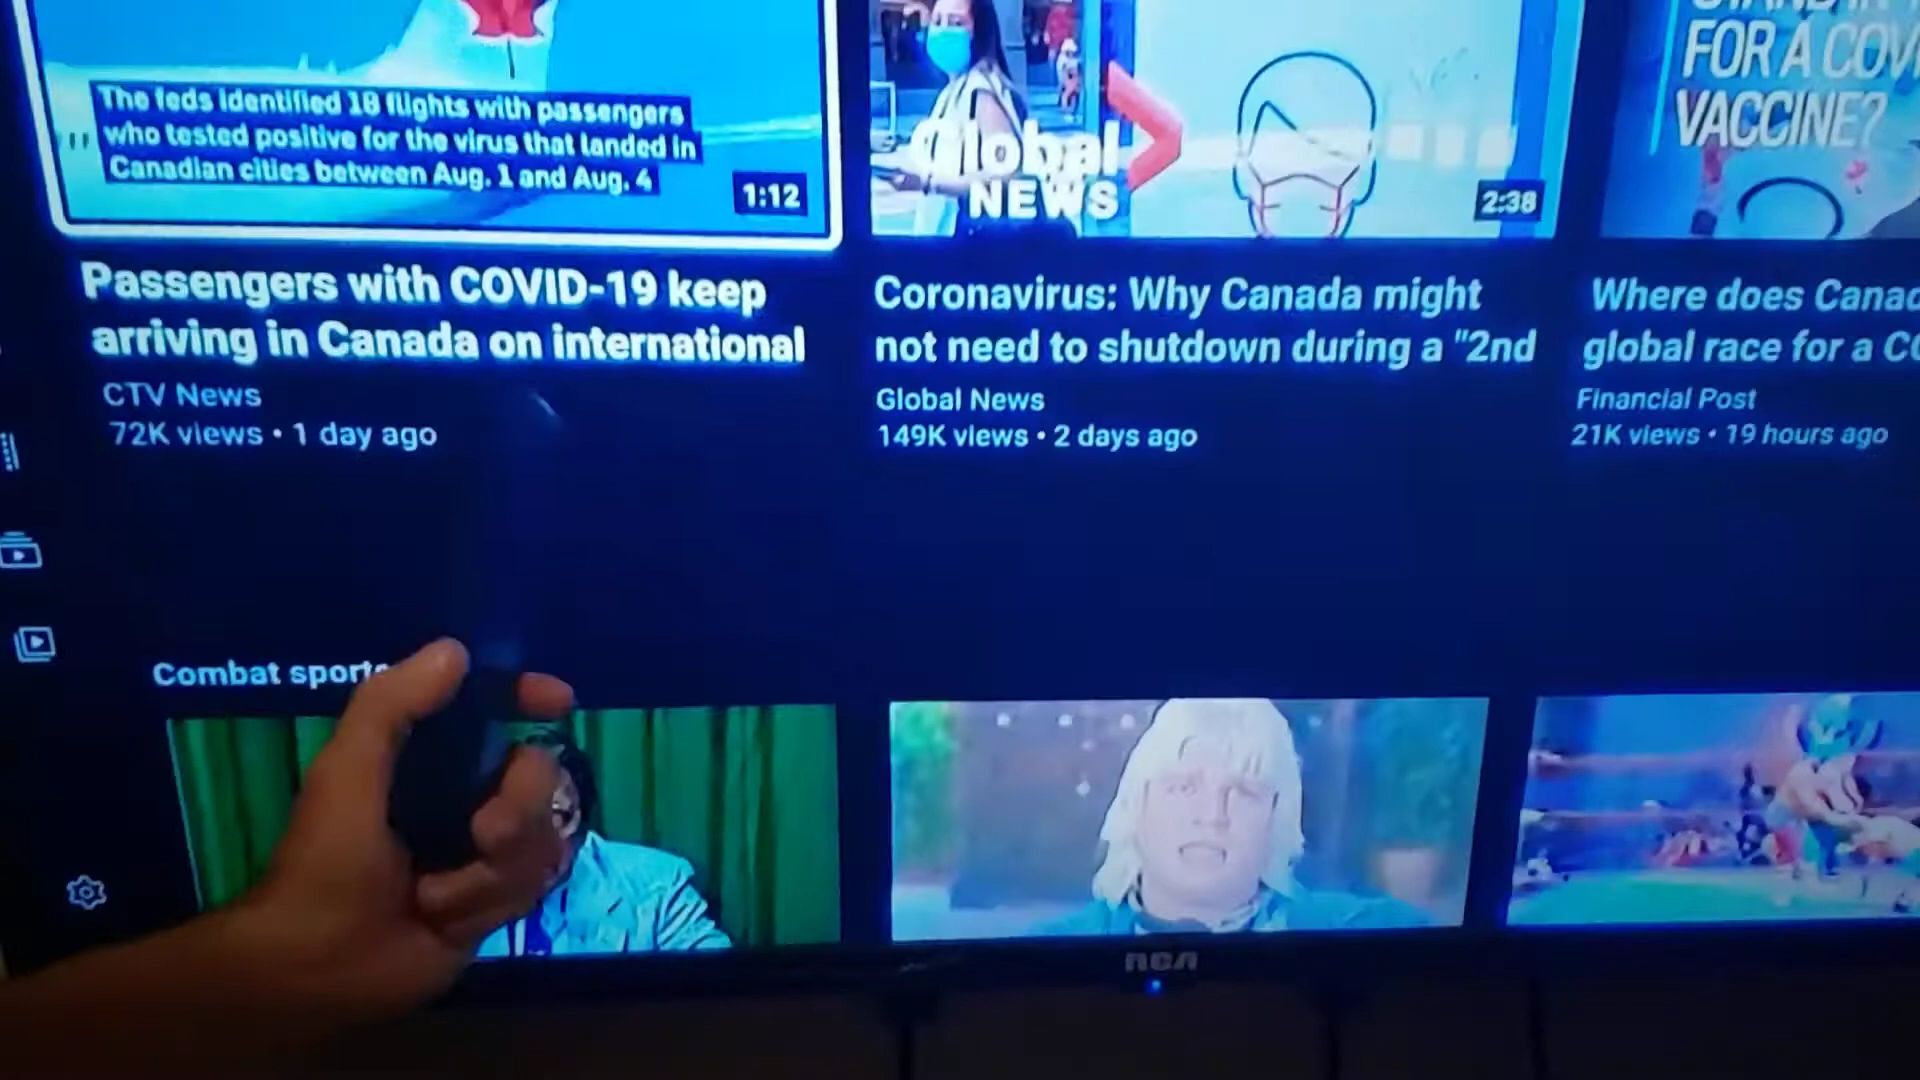 The feds identified 18 flights with passengers
who tested positive for the virus that landed in
Canadian cities between Aug. 1 and Aug. 4
1:12
Global
NEWS
2:38
FOR A COV
VACCINE?
Passengers with COVID-19 keep
arriving in Canada on international
CTV News
72K views • 1 day ago
Coronavirus: Why Canada might
not need to shutdown during a "2nd
Global News
149K views • 2 days ago
Where does Canad
global race for a CO
Financial Post
21K views • 19 hours ago
Combat sports
RCA